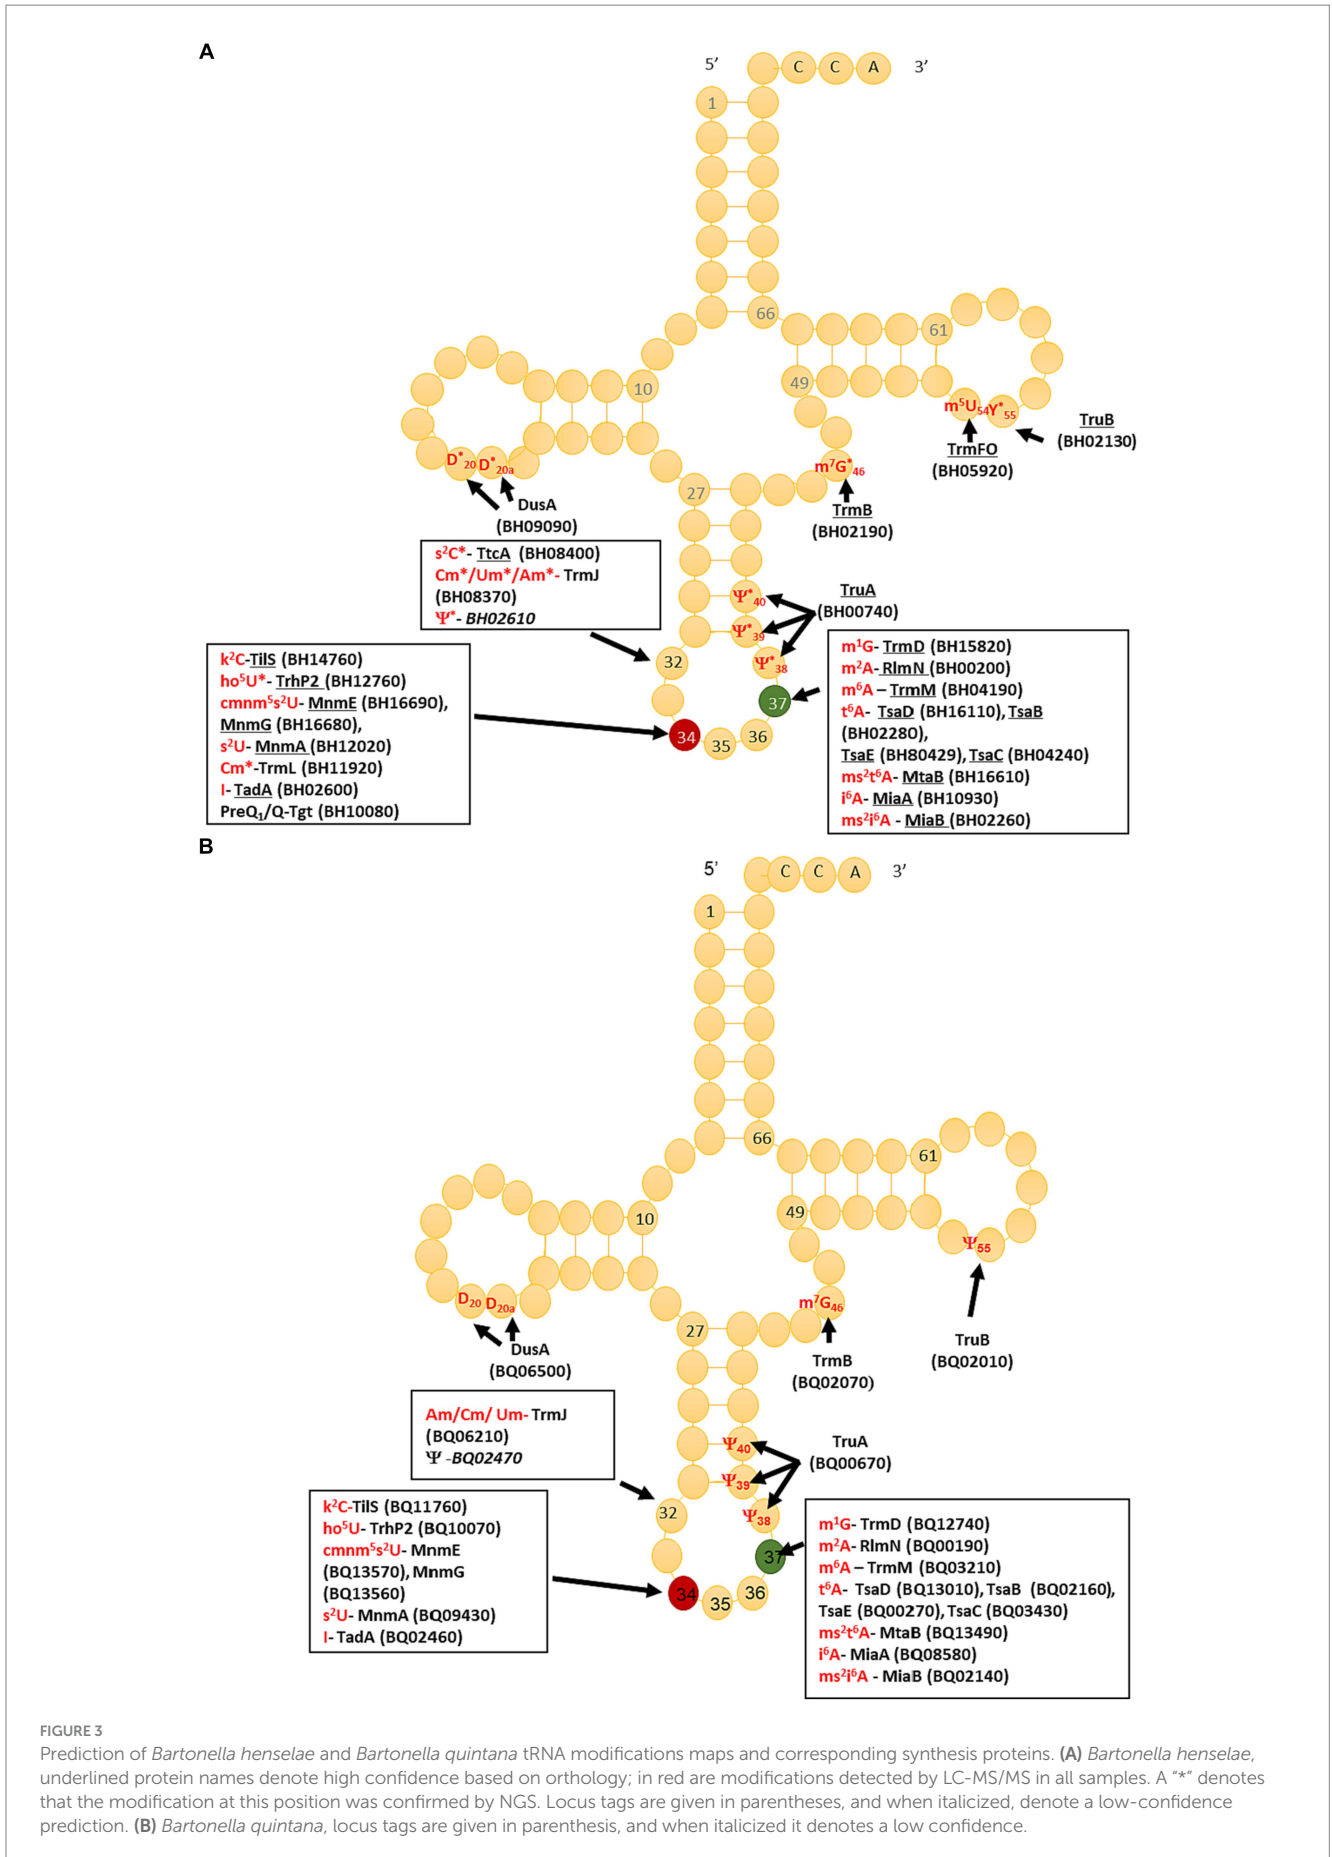 A
5’
C C A
3’
1
66
61
10
49
m⁵U₅₄Y*₅₅
TruB
(BH02130)
TrmFO
(BH05920)
D*₂₀ D*₂₀ₐ
m⁷G*₄₆
27
DusA
(BH09090)
TrmB
(BH02190)
s²C*- TtcA (BH08400)
Cm*/Um*/Am*- TrmJ
(BH08370)
Ψ*- BH02610
Ψ*₄₀
TruA
(BH00740)
Ψ*₃₉
32
Ψ*₃₈
k²C-TilS (BH14760)
ho⁵U*- TrhP2 (BH12760)
cmnm⁵s²U- MnmE (BH16690),
MnmG (BH16680),
s²U- MnmA (BH12020)
Cm*-TrmL (BH11920)
I- TadA (BH02600)
PreQ₁/Q-Tgt (BH10080)
37
34
35
36
m¹G- TrmD (BH15820)
m²A- RlmN (BH00200)
m⁶A – TrmM (BH04190)
t⁶A- TsaD (BH16110), TsaB
(BH02280),
TsaE (BH80429), TsaC (BH04240)
ms²t⁶A- MtaB (BH16610)
i⁶A- MiaA (BH10930)
ms²i⁶A - MiaB (BH02260)
B
5’
C C A
3’
1
66
61
10
49
Ψ₅₅
D₂₀ D₂₀ₐ
m⁷G₄₆
27
DusA
(BQ06500)
TrmB
(BQ02070)
TruB
(BQ02010)
Am/Cm/ Um- TrmJ
(BQ06210)
Ψ -BQ02470
Ψ₄₀
TruA
(BQ00670)
Ψ₃₉
32
Ψ₃₈
k²C-TilS (BQ11760)
ho⁵U- TrhP2 (BQ10070)
cmnm⁵s²U- MnmE
(BQ13570), MnmG
(BQ13560)
s²U- MnmA (BQ09430)
I- TadA (BQ02460)
37
34
35
36
m¹G- TrmD (BQ12740)
m²A- RlmN (BQ00190)
m⁶A – TrmM (BQ03210)
t⁶A- TsaD (BQ13010), TsaB (BQ02160),
TsaE (BQ00270), TsaC (BQ03430)
ms²t⁶A- MtaB (BQ13490)
i⁶A- MiaA (BQ08580)
ms²i⁶A - MiaB (BQ02140)
FIGURE 3
Prediction of Bartonella henselae and Bartonella quintana tRNA modifications maps and corresponding synthesis proteins. (A) Bartonella henselae,
underlined protein names denote high confidence based on orthology; in red are modifications detected by LC-MS/MS in all samples. A “*” denotes
that the modification at this position was confirmed by NGS. Locus tags are given in parentheses, and when italicized, denote a low-confidence
prediction. (B) Bartonella quintana, locus tags are given in parenthesis, and when italicized it denotes a low confidence.